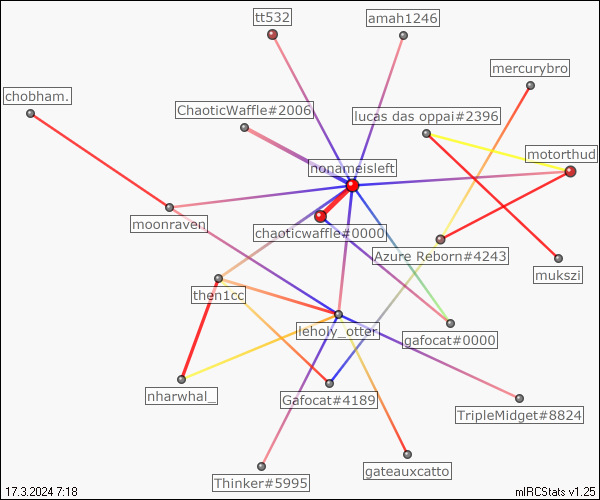 tt532
amah1246
mercurybro
chobham.
ChaoticWaffle#2006
lucas das oppai#2396
motorthud
nonameisleft
moonraven
chaoticwaffle#0000
Azure Reborn#4243
mukszi
then1cc
leholy_otter
gafocat#0000
nharwhal_
Gafocat#4189
TripleMidget#8824
gateauxcatto
Thinker#5995
17.3.2024 7:18
mIRCStats v1.25